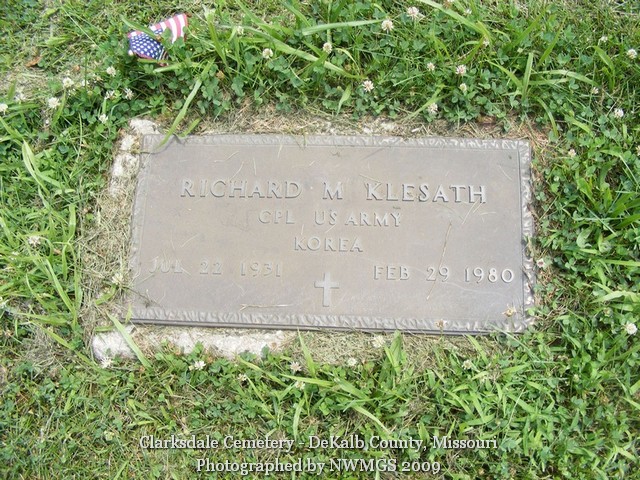 RICHARD M KLESATH
CPL US ARMY
KOREA
JUL 22 1931 FEB 29 1980
Clarksdale Cemetery - DeKalb County, Missouri
Photographed by NWMGS 2009